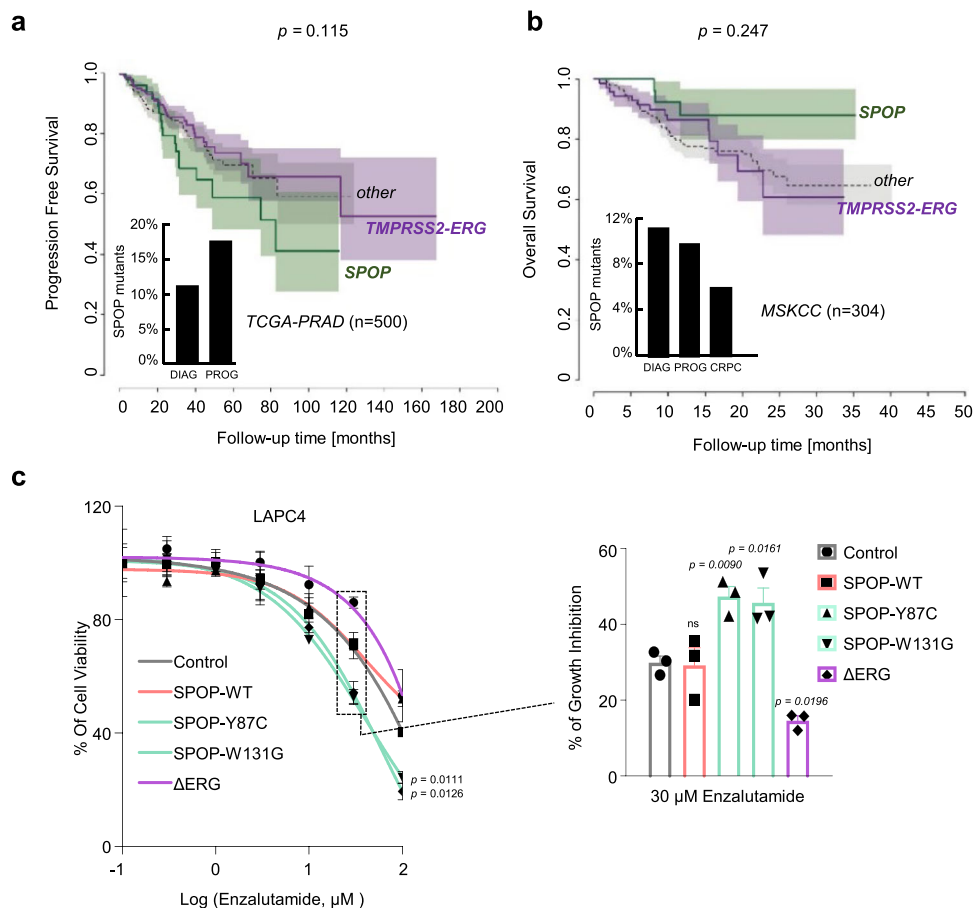 a
p = 0.115
Progression Free Survival
1.0
0.8
0.6
0.4
0.2
0
other
TMPRSS2-ERG
SPOP
SPOP mutants
20%
15%
10%
5%
0%
DIAG PROG
TCGA-PRAD (n=500)
0 20 40 60 80 100 120 140 160 180 200
Follow-up time [months]
b
p = 0.247
Overall Survival
1.0
0.8
0.6
0.4
0.2
0.0
SPOP
other
TMPRSS2-ERG
SPOP mutants
12%
8%
4%
0%
DIAG PROG CRPC
MSKCC (n=304)
0 5 10 15 20 25 30 35 40 45 50
Follow-up time [months]
c
LAPC4
% Of Cell Viability
120
80
40
0
Control
SPOP-WT
SPOP-Y87C
SPOP-W131G
ΔERG
p = 0.0111
p = 0.0126
-1 0 1 2
Log (Enzalutamide, µM )
% of Growth Inhibition
60
40
20
0
ns
p = 0.0090
p = 0.0161
p = 0.0196
30 µM Enzalutamide
Control
SPOP-WT
SPOP-Y87C
SPOP-W131G
ΔERG